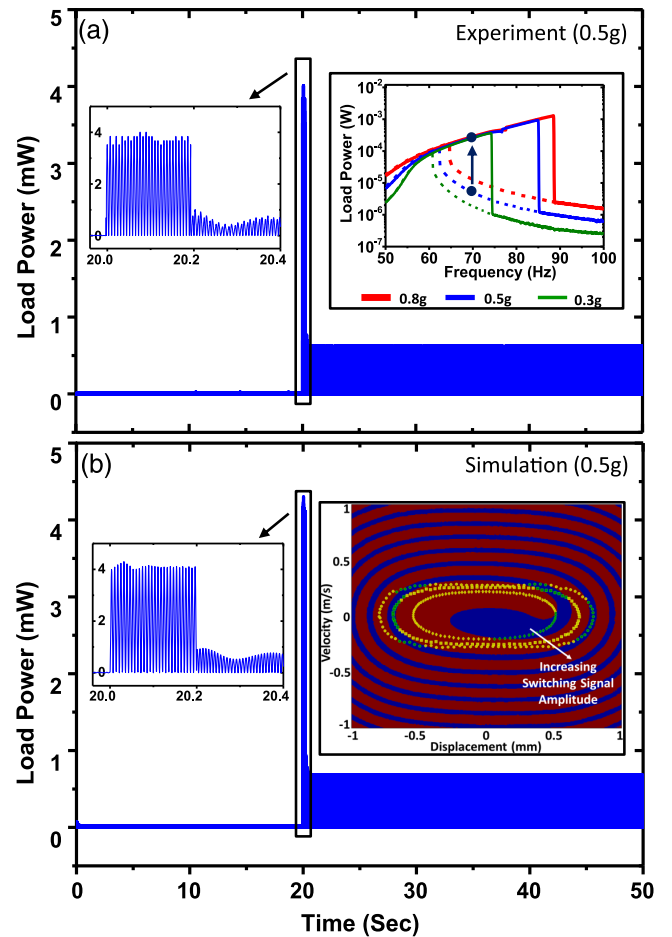 (a)
Experiment (0.5g)
5
4
3
2
1
0
Load Power (mW)
4
2
0
20.0 20.2 20.4
10⁻²
10⁻³
10⁻⁴
10⁻⁵
10⁻⁶
10⁻⁷
Load Power (W)
50 60 70 80 90 100
Frequency (Hz)
0.8g 0.5g 0.3g
(b)
Simulation (0.5g)
5
4
3
2
1
0
Load Power (mW)
4
2
0
20.0 20.2 20.4
1
0.5
0
-0.5
-1
Velocity (m/s)
Increasing
Switching Signal
Amplitude
-1 -0.5 0 0.5 1
Displacement (mm)
0 10 20 30 40 50
Time (Sec)